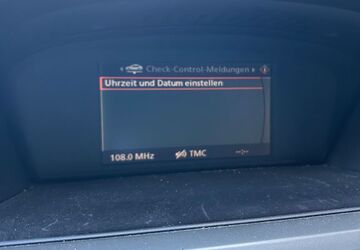 Check-Control-Meldungen
Uhrzeit und Datum einstellen
108.0 MHz TMC --:--